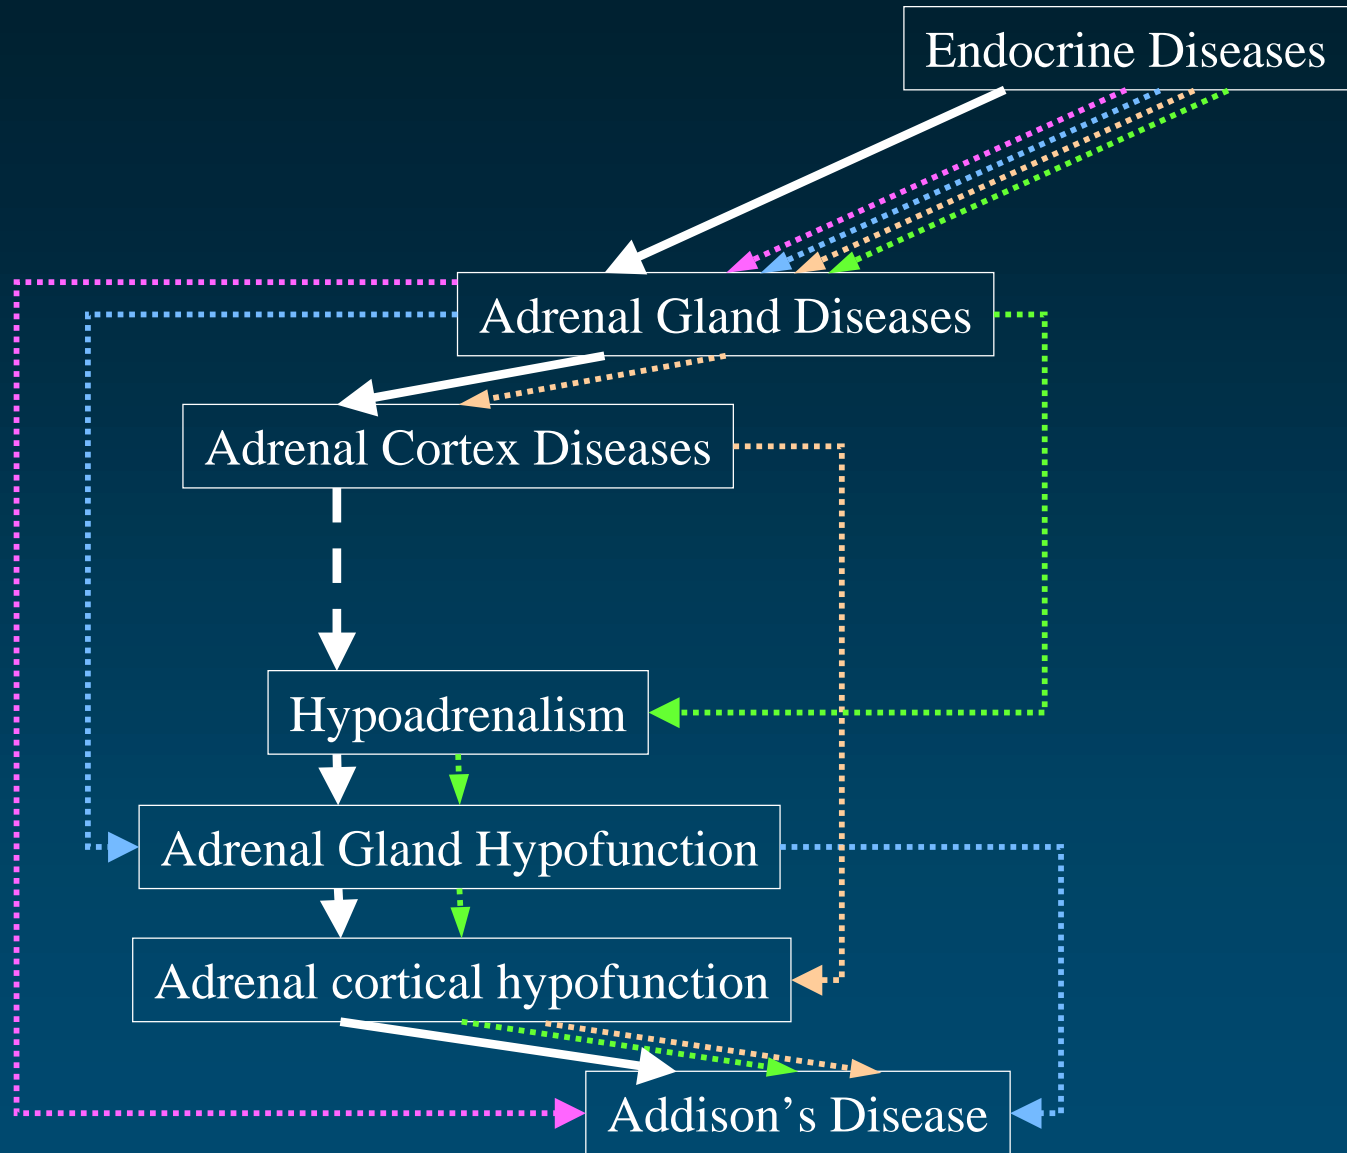 Endocrine Diseases
Adrenal Gland Diseases
Adrenal Cortex Diseases
Hypoadrenalism
Adrenal Gland Hypofunction
Adrenal cortical hypofunction
Addison’s Disease